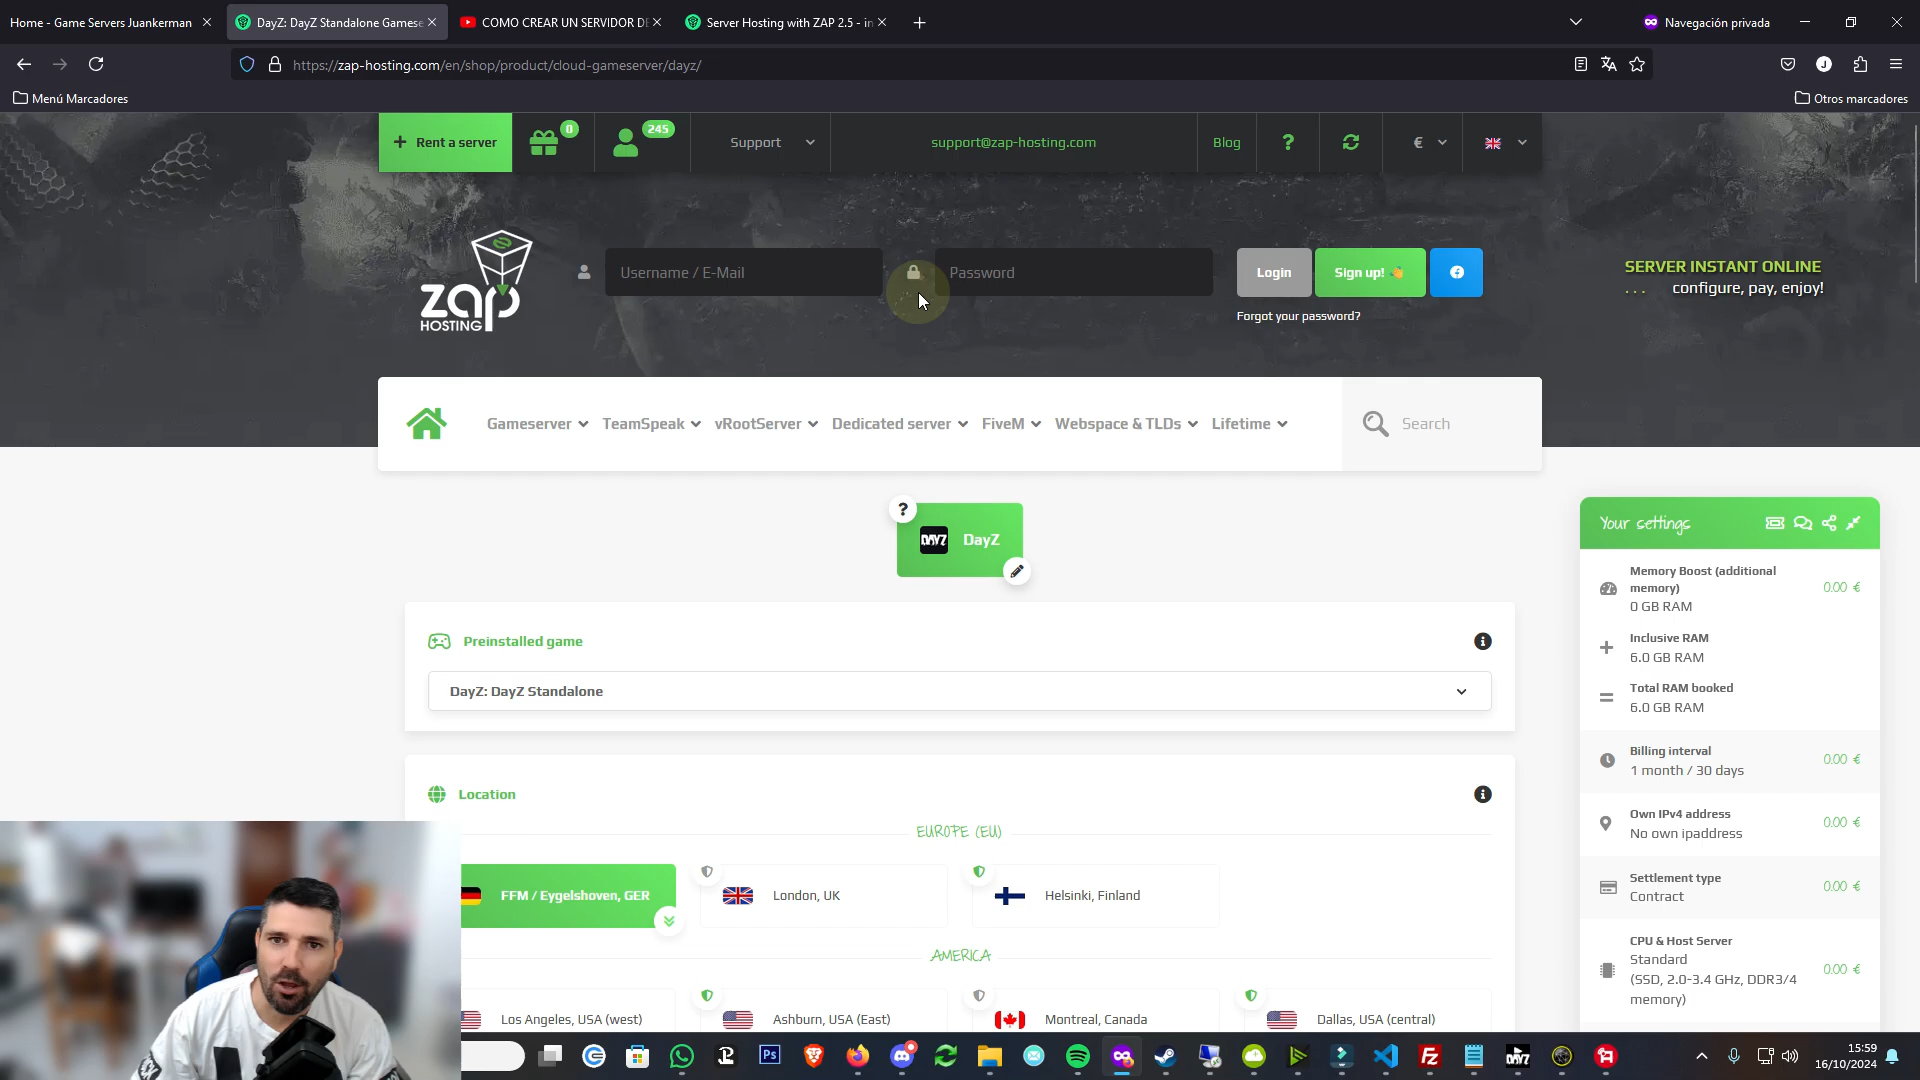 Home - Game Servers Juankerman
DayZ: DayZ Standalone Gamese
COMO CREAR UN SERVIDOR DE
Server Hosting with ZAP 2.5 - in
Navegación privada
https://zap-hosting.com/en/shop/product/cloud-gameserver/dayz/
J
Menú Marcadores
Otros marcadores
Rent a server
0
245
Support
support@zap-hosting.com
Blog
?
€
zap
HOSTING
Username / E-Mail
Password
Login
Sign up!
Forgot your password?
SERVER INSTANT ONLINE
. . . configure, pay, enjoy!
Gameserver
TeamSpeak
vRootServer
Dedicated server
FiveM
Webspace & TLDs
Lifetime
Search
?
DAYZ
DayZ
Preinstalled game
DayZ: DayZ Standalone
Location
EUROPE (EU)
FFM / Eygelshoven, GER
London, UK
Helsinki, Finland
AMERICA
Los Angeles, USA (west)
Ashburn, USA (East)
Montreal, Canada
Dallas, USA (central)
Your settings
Memory Boost (additional
memory)
0 GB RAM
0.00 €
Inclusive RAM
6.0 GB RAM
Total RAM booked
6.0 GB RAM
Billing interval
1 month / 30 days
0.00 €
Own IPv4 address
No own ipaddress
0.00 €
Settlement type
Contract
0.00 €
CPU & Host Server
Standard
(SSD, 2.0-3.4 GHz, DDR3/4
memory)
0.00 €
Ps
DAYZ
15:59
16/10/2024